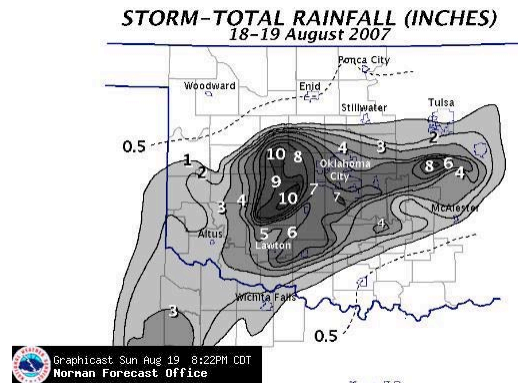 STORM-TOTAL RAINFALL (INCHES)
18-19 August 2007
Ponca City
Woodward
Enid
Stillwater
Tulsa
0.5
2
1
2
10
8
4
3
Oklahoma
City
8
6
4
9
7
3
4
10
7
McAlester
4
Altus
5
6
Lawton
Wichita Falls
3
0.5
Graphicast Sun Aug 19 8:22PM CDT
Norman Forecast Office